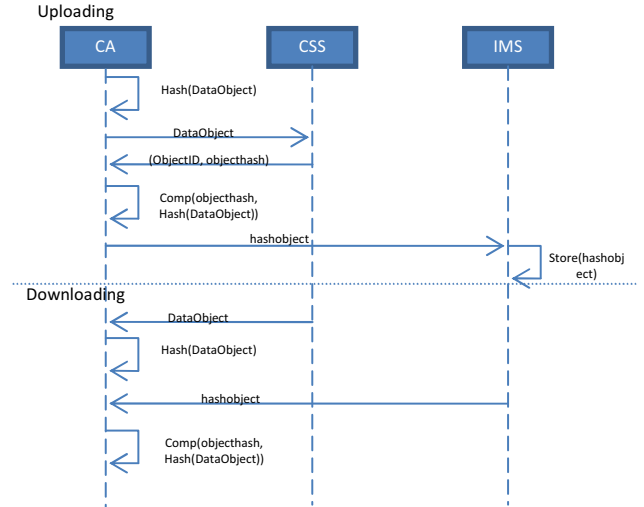 Uploading
CA
CSS
IMS
Hash(DataObject)
DataObject
(ObjectID, objecthash)
Comp(objecthash,
Hash(DataObject))
hashobject
Store(hashobj
ect)
Downloading
DataObject
Hash(DataObject)
hashobject
Comp(objecthash,
Hash(DataObject))